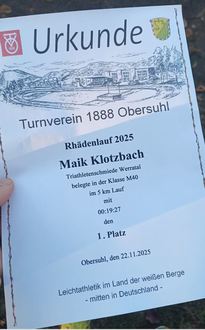 Urkunde
Turnverein 1888 Obersuhl
Rhädenlauf 2025
Maik Klotzbach
Triathletenschmiede Werratal
belegte in der Klasse M40
im 5 km Lauf
mit
00:19:27
den
1. Platz
Obersuhl, den 22.11.2025
Leichtathletik im Land der weißen Berge
- mitten in Deutschland -